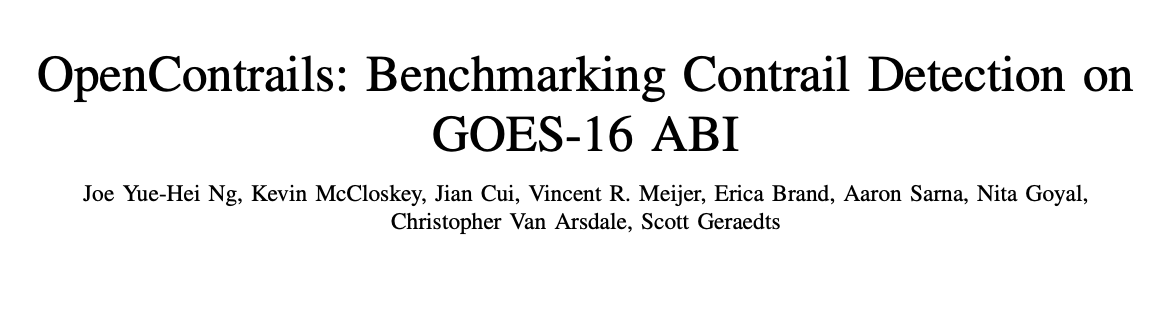 OpenContrails: Benchmarking Contrail Detection on
GOES-16 ABI
Joe Yue-Hei Ng, Kevin McCloskey, Jian Cui, Vincent R. Meijer, Erica Brand, Aaron Sarna, Nita Goyal,
Christopher Van Arsdale, Scott Geraedts